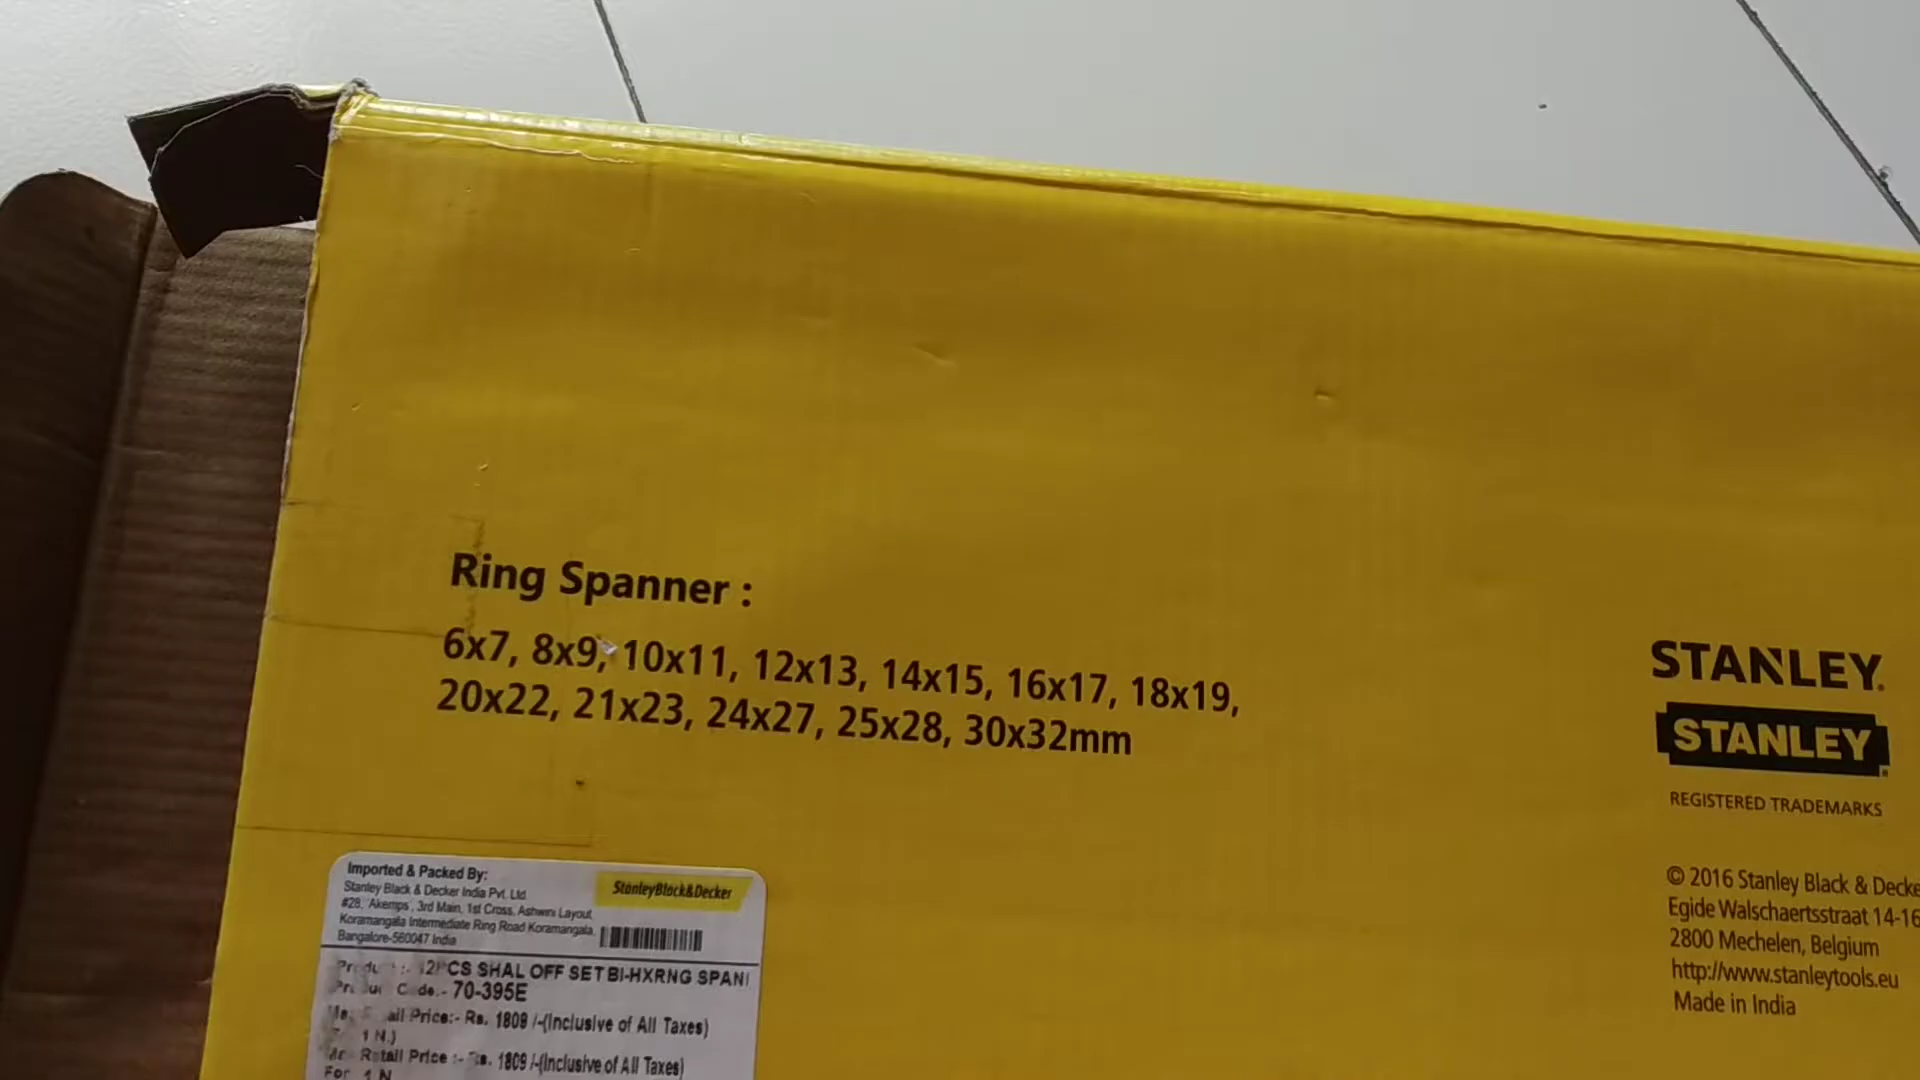 Ring Spanner :
6x7, 8x9, 10x11, 12x13, 14x15, 16x17, 18x19,
20x22, 21x23, 24x27, 25x28, 30x32mm
STANLEY.
STANLEY
REGISTERED TRADEMARKS
© 2016 Stanley Black & Decke
Egide Walschaertsstraat 14-16
2800 Mechelen, Belgium
http://www.stanleytools.eu
Made in India
Imported & Packed By:
StanleyBlack&Decker
Stanley Black & Decker India Pvt. Ltd
#28, 'Akemps', 3rd Main, 1st Cross, Ashwini Layout,
Koramangala Intermediate Ring Road Koramangala,
Bangalore-560047 India
CS SHAL OFF SET BI-HXRNG SPAN
70-395E
Price:- Rs. 1809 /-(Inclusive of All Taxes)
1 N.)
Retail Price :- Rs. 1809 /-(Inclusive of All Taxes)
For 1 N